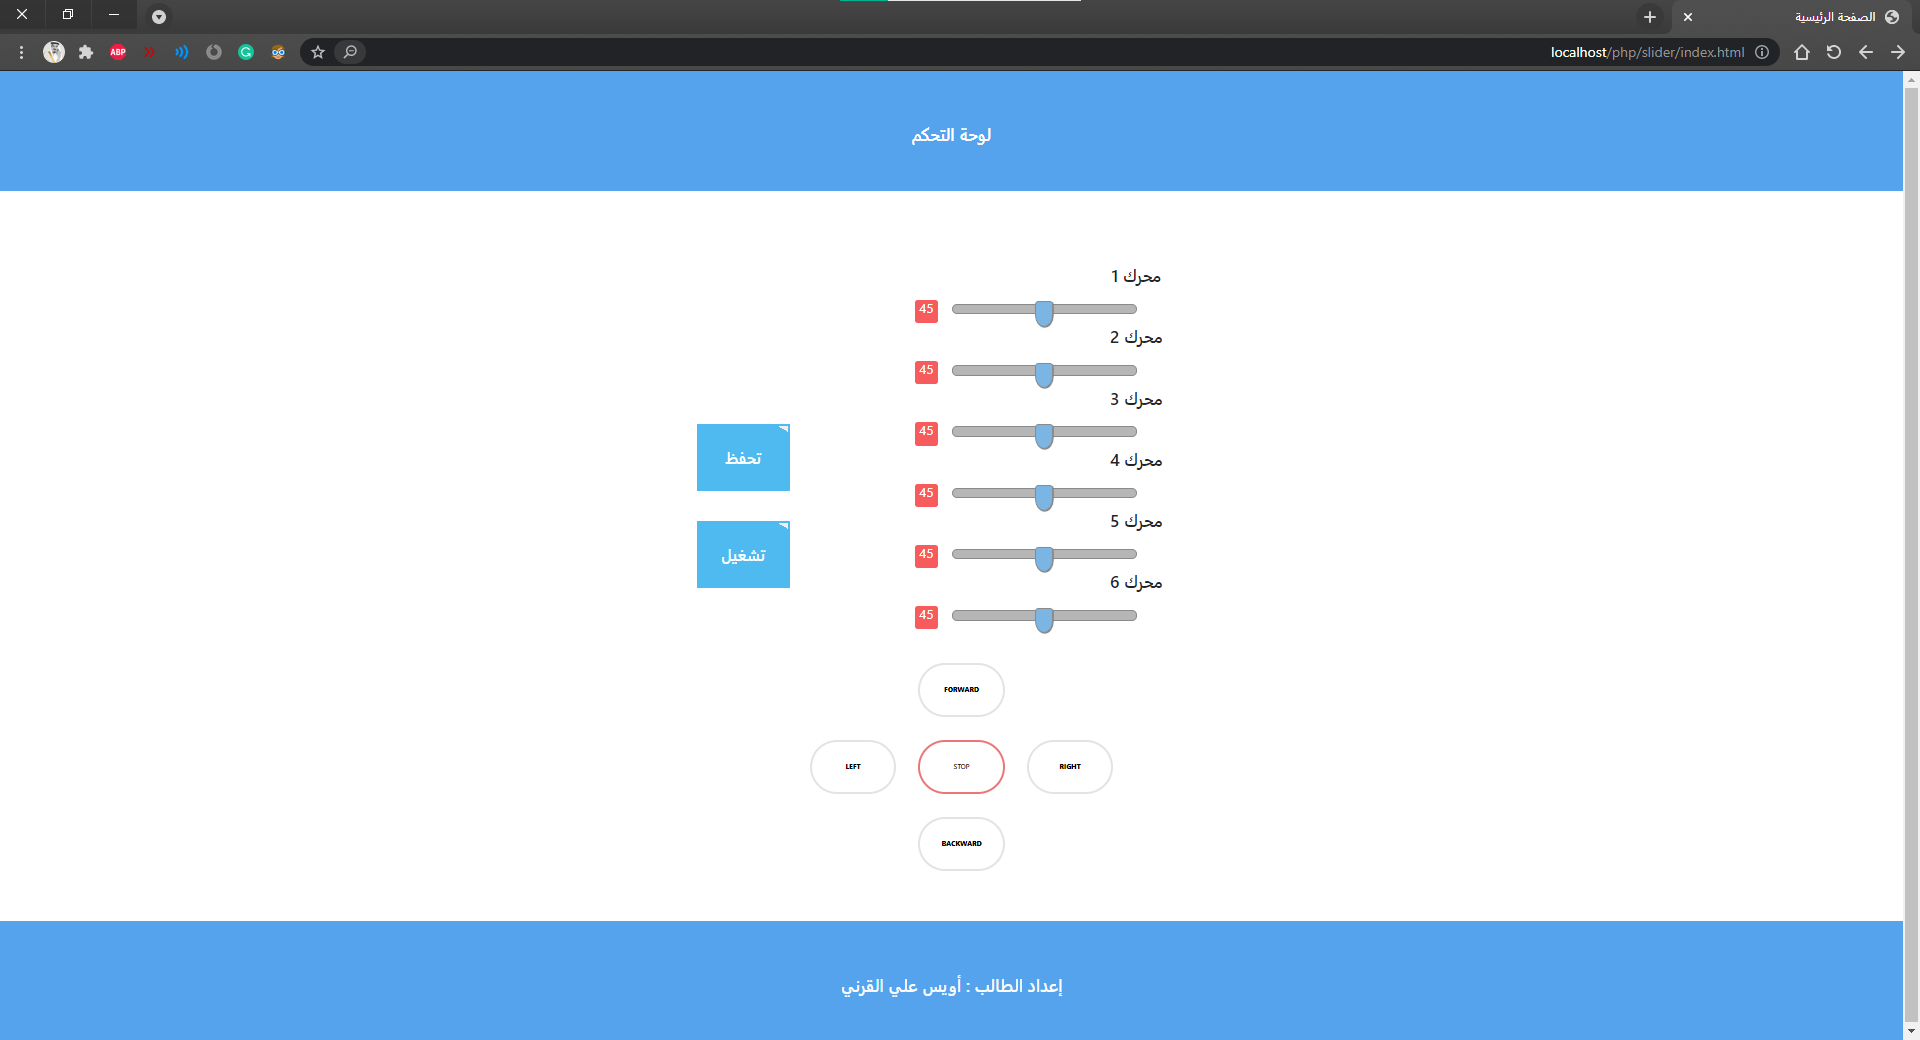 الصفحة الرئيسية
localhost/php/slider/index.html
ABP
لوحة التحكم
محرك 1
45
محرك 2
45
محرك 3
45
محرك 4
45
محرك 5
45
محرك 6
45
تحفظ
تشغيل
FORWARD
LEFT
STOP
RIGHT
BACKWARD
إعداد الطالب : أويس علي القرني